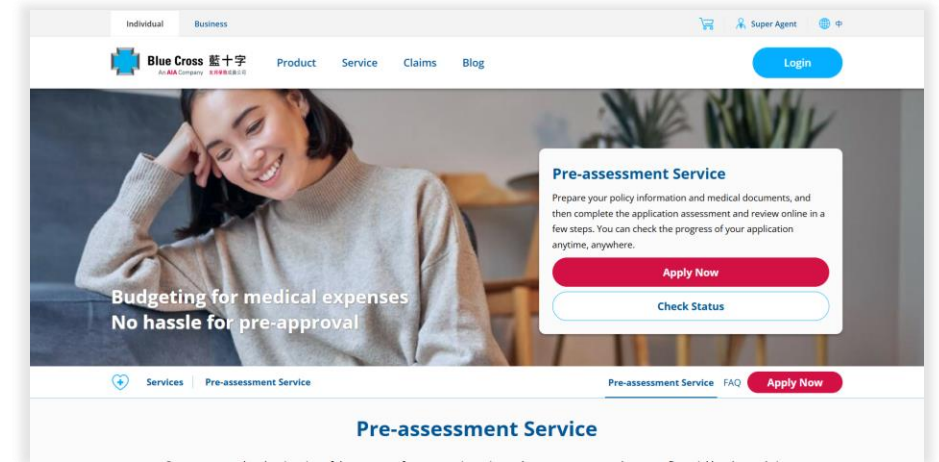 Individual Business Super Agent 中
Blue Cross 藍十字
An AIA Company
Product Service Claims Blog
Login
Budgeting for medical expenses
No hassle for pre-approval
Pre-assessment Service
Prepare your policy information and medical documents, and
then complete the application assessment and review online in a
few steps. You can check the progress of your application
anytime, anywhere.
Apply Now
Check Status
Services Pre-assessment Service
Pre-assessment Service FAQ Apply Now
Pre-assessment Service